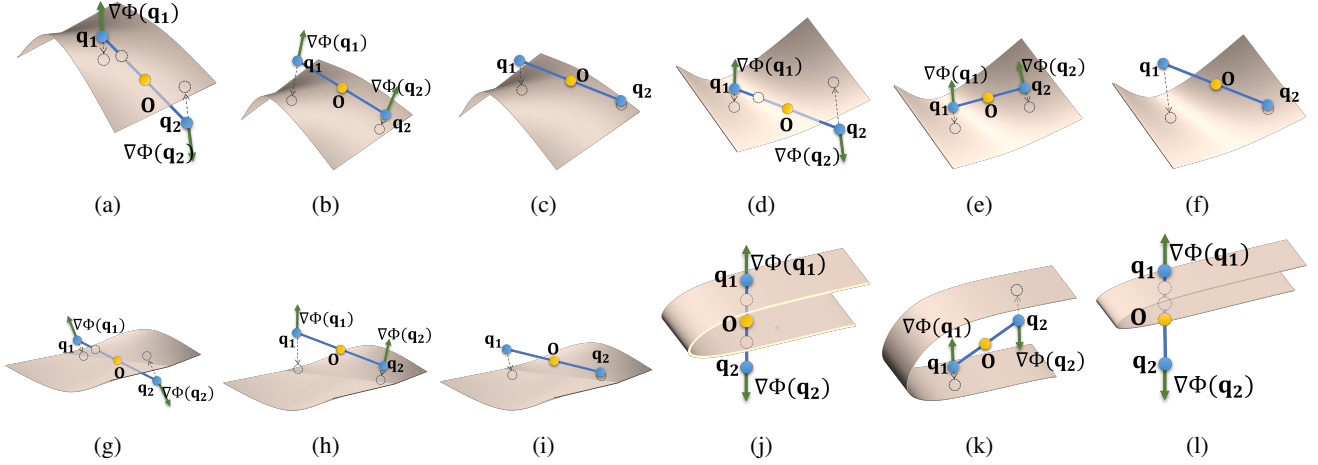 ∇Φ(q₁)
q₁
O
q₂
∇Φ(q₂)
(a)
∇Φ(q₁)
q₁
∇Φ(q₂)
O
q₂
(b)
q₁
O
q₂
(c)
∇Φ(q₁)
q₁
O
q₂
∇Φ(q₂)
(d)
∇Φ(q₁)
∇Φ(q₂)
q₁
O
q₂
(e)
q₁
O
q₂
(f)
∇Φ(q₁)
q₁
O
q₂
∇Φ(q₂)
(g)
∇Φ(q₁)
q₁
O
∇Φ(q₂)
q₂
(h)
q₁
O
q₂
(i)
∇Φ(q₁)
q₁
O
q₂
∇Φ(q₂)
(j)
∇Φ(q₁)
q₂
O
q₁
∇Φ(q₂)
(k)
∇Φ(q₁)
q₁
O
q₂
∇Φ(q₂)
(l)